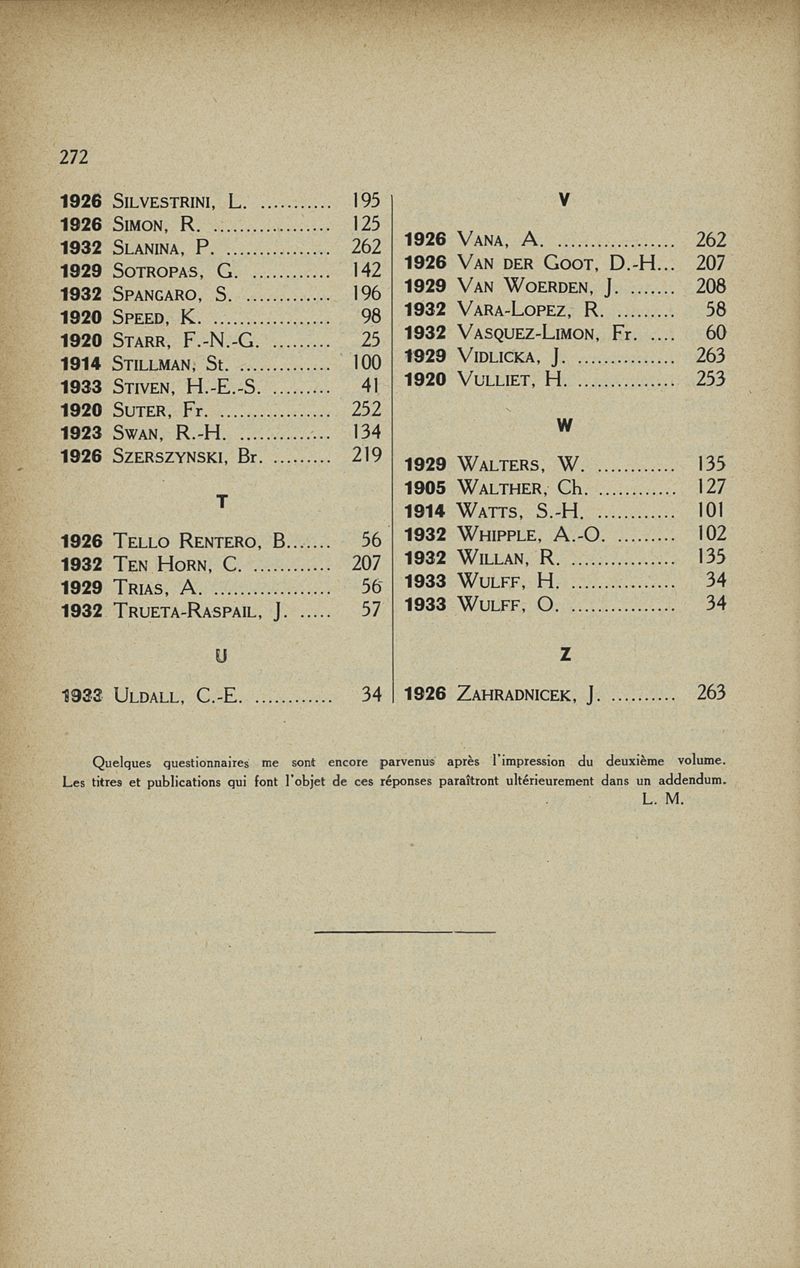 272
1926 SILVESTRINI, L. ............ 195
1926 SIMON, R. .................. 125
1932 SLANINA, P. ................ 262
1929 SOTROPAS, G. ............ 142
1932 SPANGARO, S. ............. 196
1920 SPEED, K. .................. 98
1920 STARR, F.-N.-G. .......... 25
1914 STILLMAN, St. .............. 100
1933 STIVEN, H.-E.-S. .......... 41
1920 SUTER, Fr. ................. 252
1923 SWAN, R.-H. .............. 134
1926 SZERSZYNSKI, Br. .......... 219
T
1926 TELLO RENTERO, B....... 56
1932 TEN HORN, C. ............ 207
1929 TRIAS, A. .................. 56
1932 TRUETA-RASPAIL, J. ...... 57
U
1933 ULDALL, C.-E. ............. 34
V
1926 VANA, A. .................. 262
1926 VAN DER GOOT, D.-H... 207
1929 VAN WOERDEN, J. ....... 208
1932 VARA-LOPEZ, R. .......... 58
1932 VASQUEZ-LIMON, Fr. ..... 60
1929 VIDLICKA, J. ............... 263
1920 VULLIET, H. ............... 253
W
1929 WALTERS, W. ............. 135
1905 WALTHER, Ch. ............ 127
1914 WATTS, S.-H. ............ 101
1932 WHIPPLE, A.-O. .......... 102
1932 WILLAN, R. ................ 135
1933 WULFF, H. ................ 34
1933 WULFF, O. ................ 34
Z
1926 ZAHRADNICEK, J. .......... 263
Quelques questionnaires me sont encore parvenus après l'impression du deuxième volume.
Les titres et publications qui font l'objet de ces réponses paraîtront ultérieurement dans un addendum.
L. M.